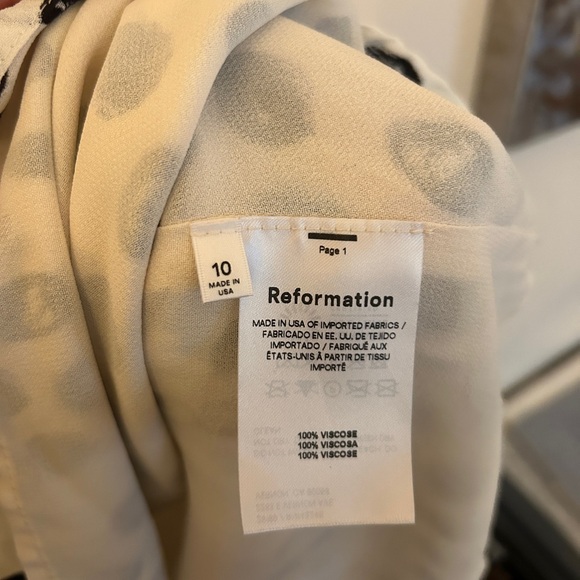 10
MADE IN
USA
Page 1
Reformation
MADE IN USA OF IMPORTED FABRICS /
FABRICADO EN EE. UU. DE TEJIDO
IMPORTADO / FABRIQUÉ AUX
ÉTATS-UNIS À PARTIR DE TISSU
IMPORTÉ
100% VISCOSE
100% VISCOSA
100% VISCOSE